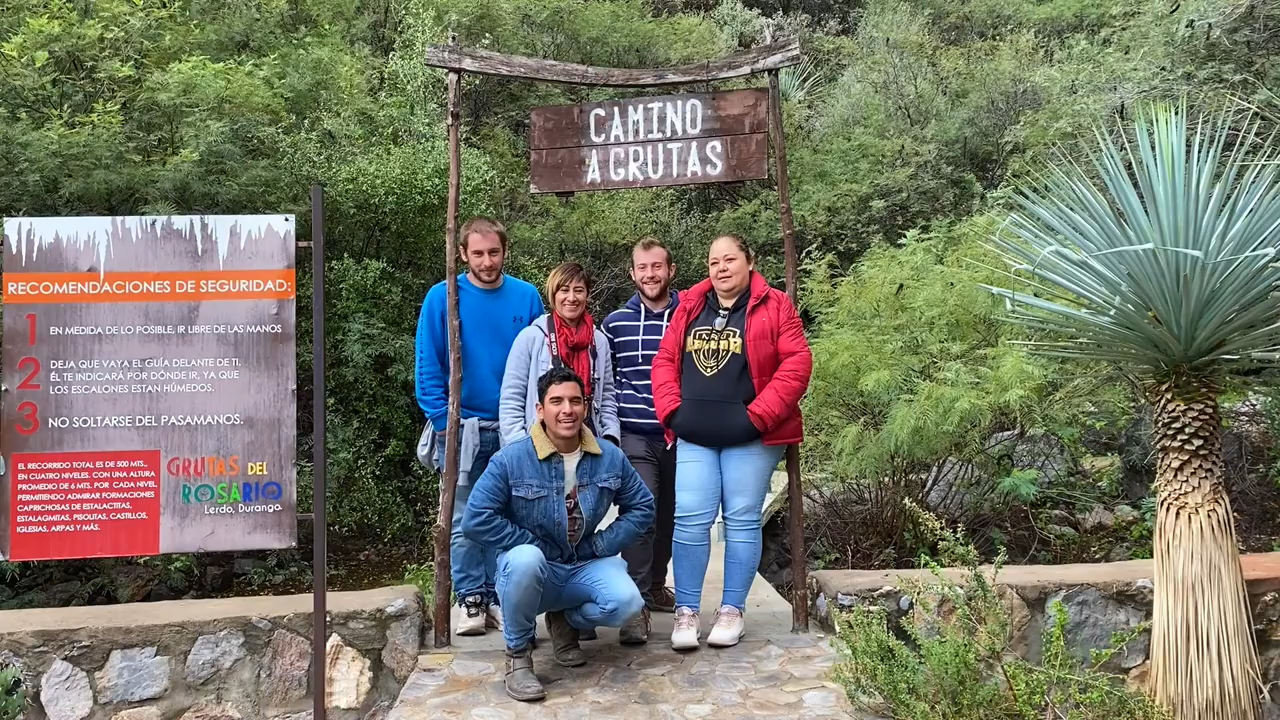 CAMINO
A GRUTAS
RECOMENDACIONES DE SEGURIDAD:
1 EN MEDIDA DE LO POSIBLE, IR LIBRE DE LAS MANOS
2 DEJA QUE VAYA EL GUÍA DELANTE DE TI.
ÉL TE INDICARÁ POR DÓNDE IR, YA QUE
LOS ESCALONES ESTAN HÚMEDOS.
3 NO SOLTARSE DEL PASAMANOS.
EL RECORRIDO TOTAL ES DE 500 MTS.,
EN CUATRO NIVELES. CON UNA ALTURA
PROMEDIO DE 6 MTS. POR CADA NIVEL,
PERMITIENDO ADMIRAR FORMACIONES
CAPRICHOSAS DE ESTALACTITAS,
ESTALAGMITAS, PISOLITAS, CASTILLOS,
IGLESIAS, ARPAS Y MÁS.
GRUTAS DEL
ROSARIO
Lerdo, Durango.